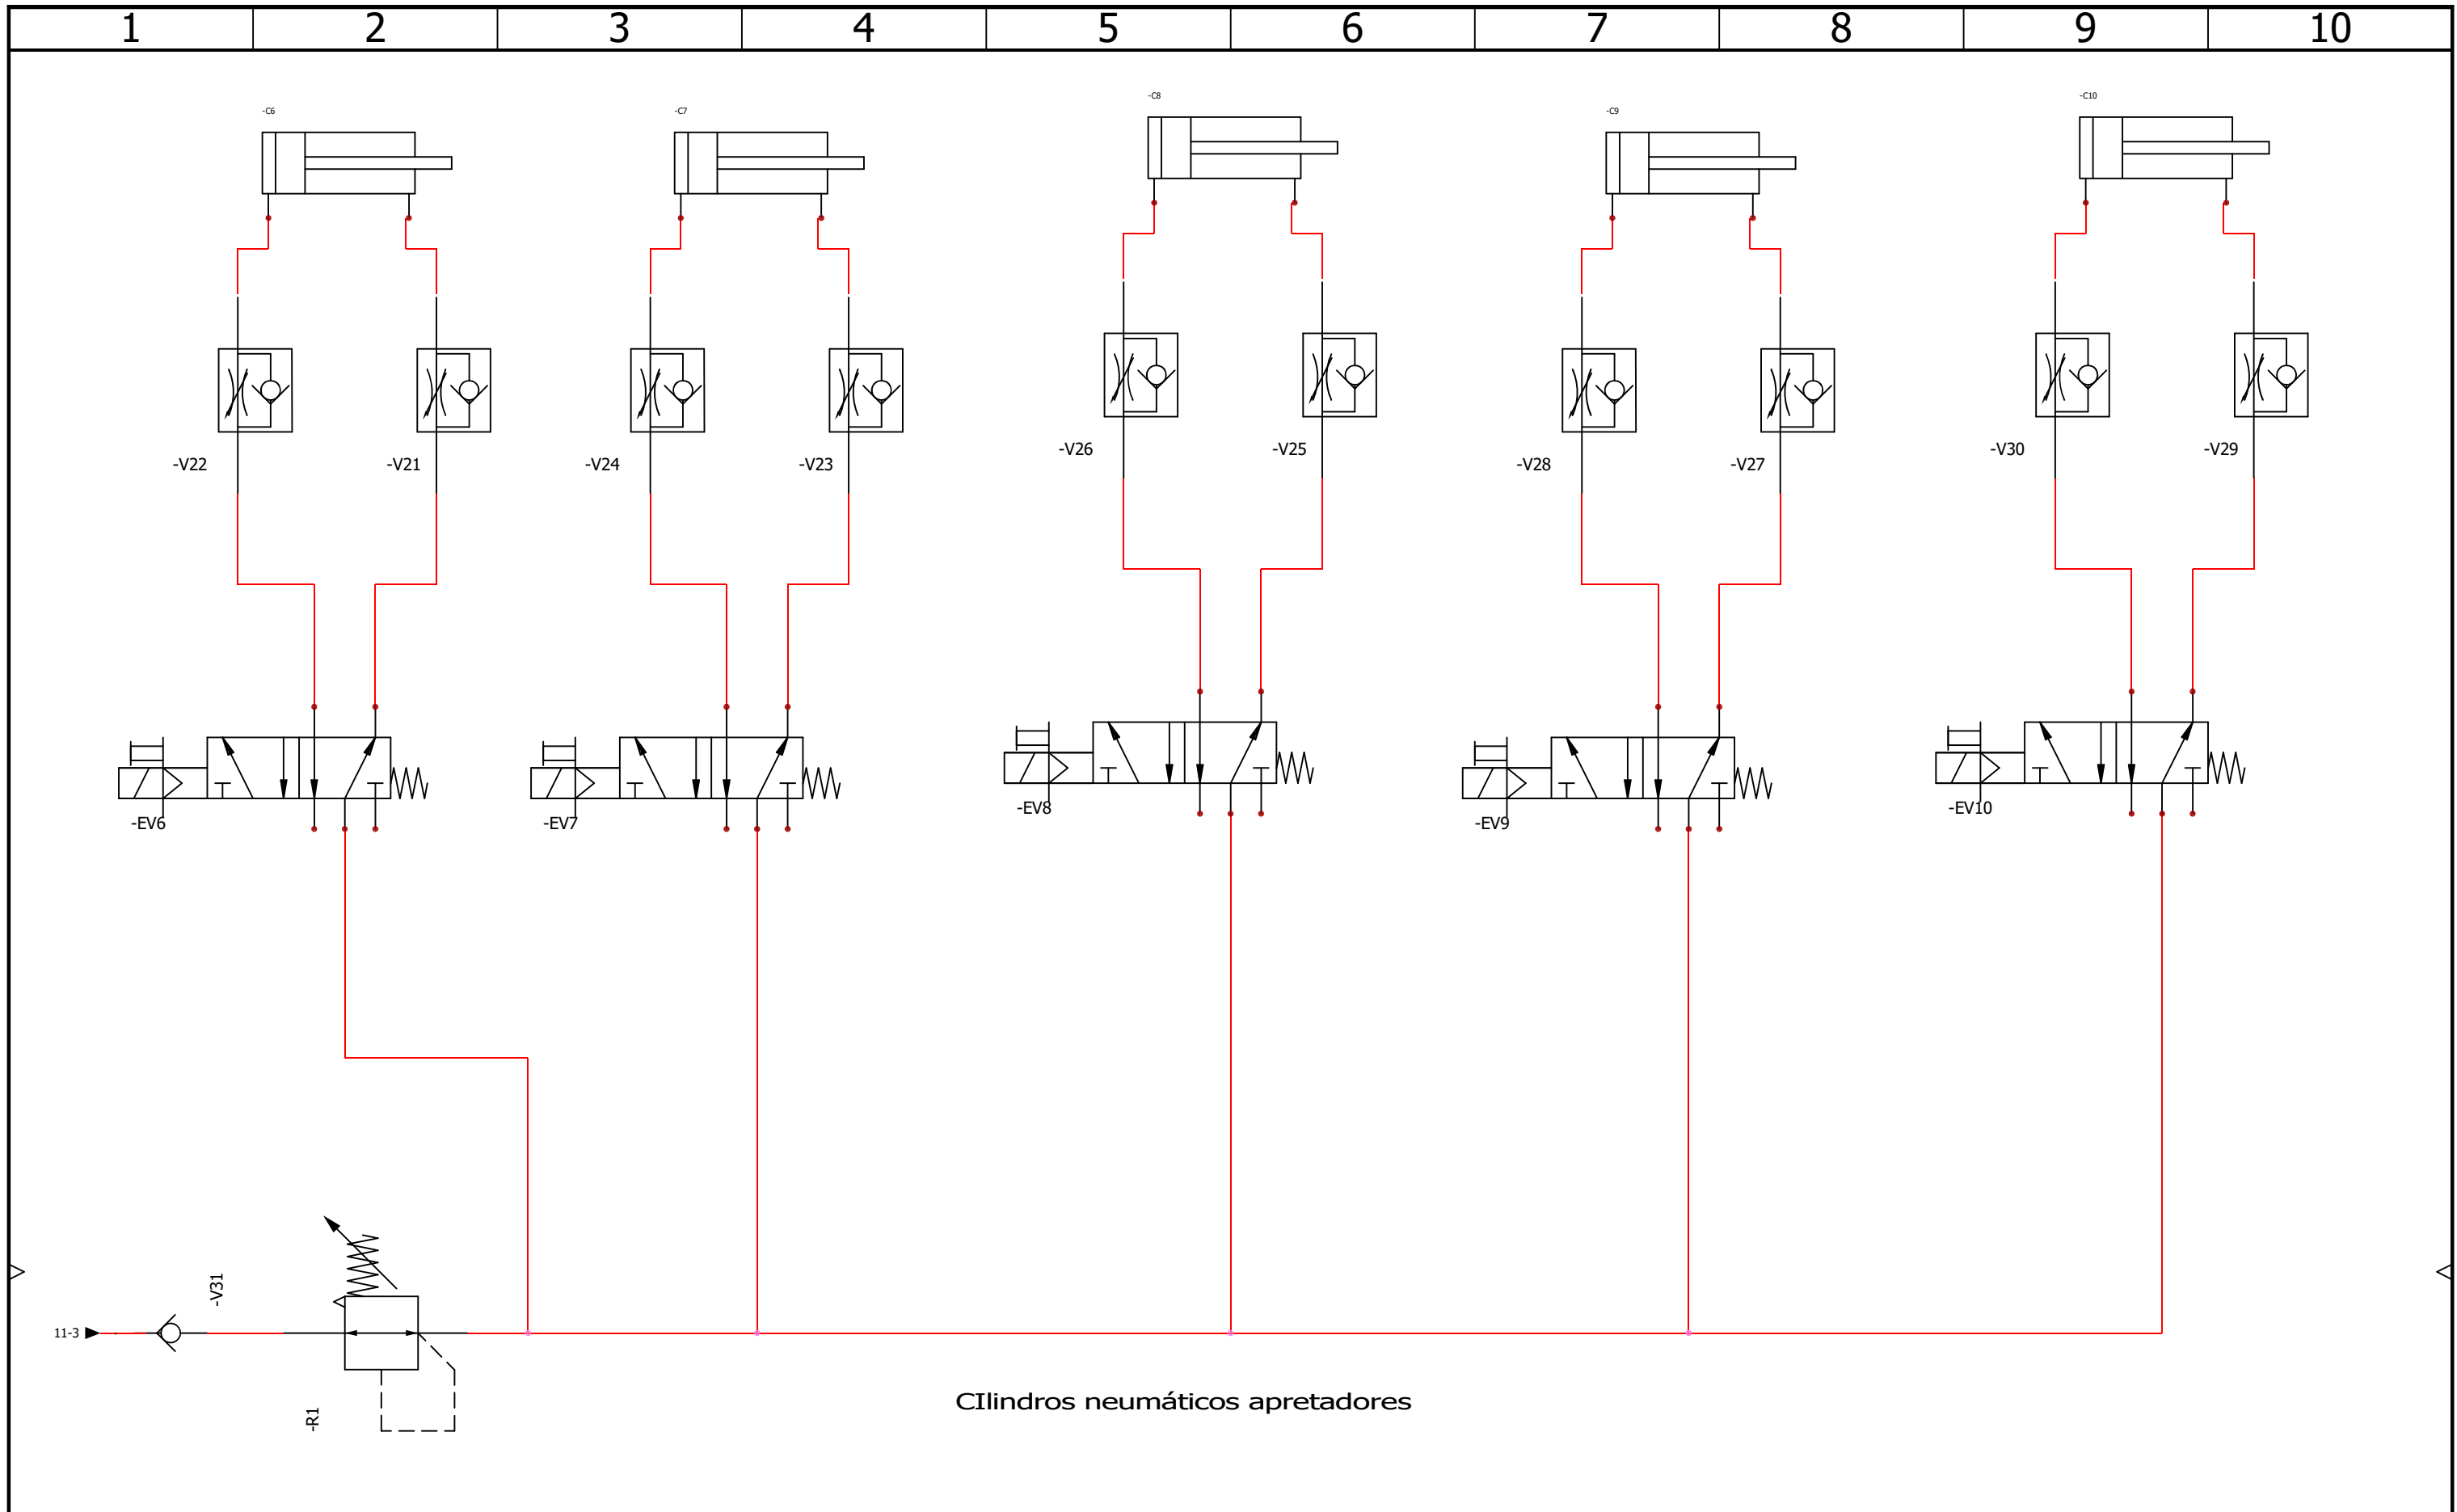 1 2 3 4 5 6 7 8 9 10
-C6 -C7 -C8 -C9 -C10
-V22 -V21 -V24 -V23 -V26 -V25 -V28 -V27 -V30 -V29
-EV6 -EV7 -EV8 -EV9 -EV10
-V31
11-3
-R1
CIlindros neumáticos apretadores